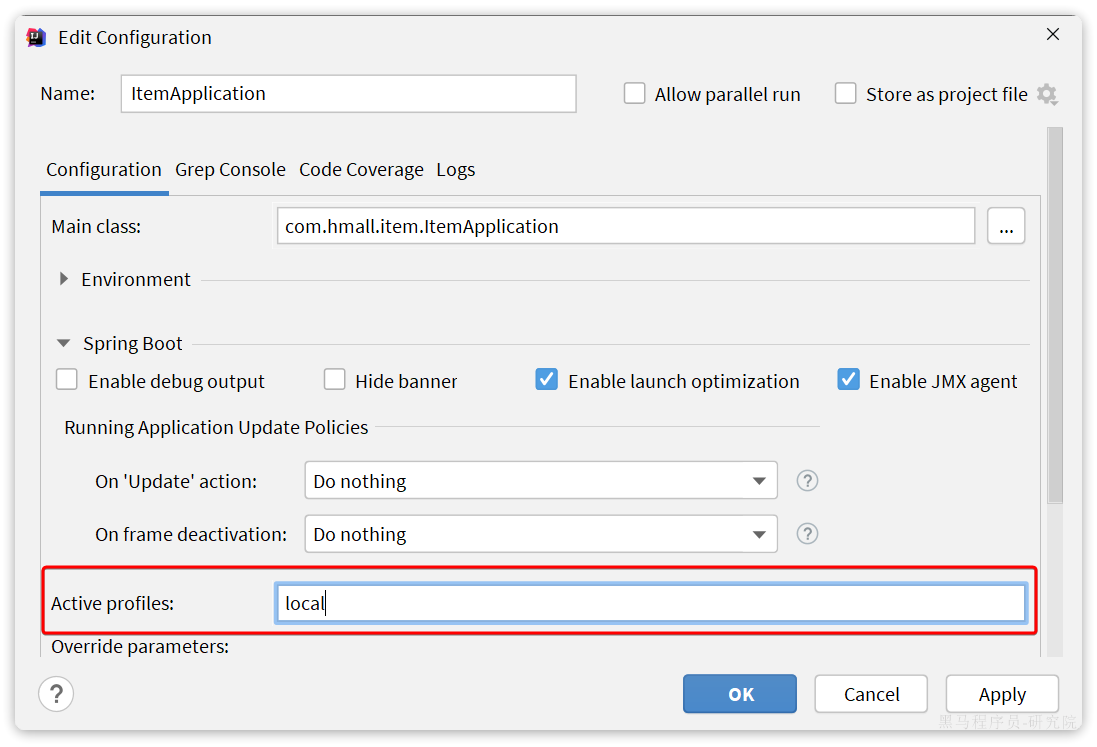 Edit Configuration
Name: ItemApplication Allow parallel run Store as project file
Configuration Grep Console Code Coverage Logs
Main class: com.hmall.item.ItemApplication ...
Environment
Spring Boot
Enable debug output Hide banner Enable launch optimization Enable JMX agent
Running Application Update Policies
On 'Update' action: Do nothing ?
On frame deactivation: Do nothing ?
Active profiles: local
Override parameters:
? OK Cancel Apply
黑马程序员-研究院